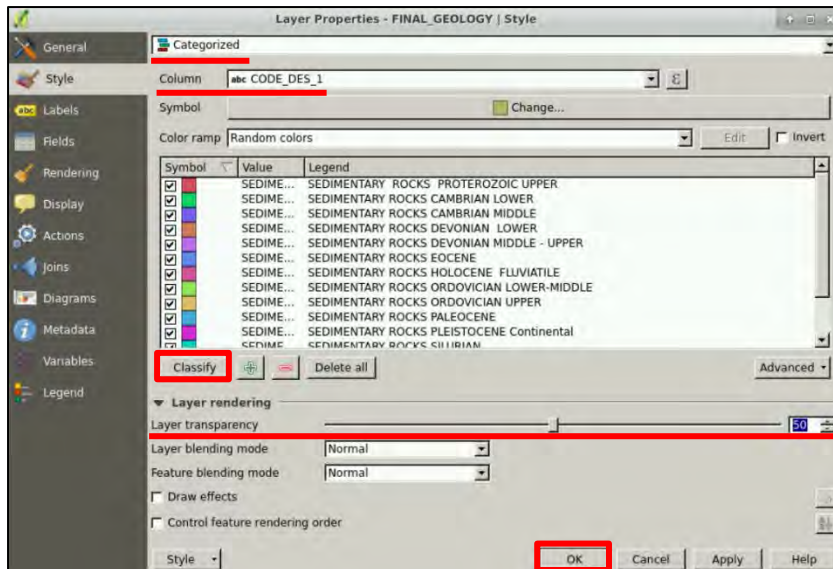 Layer Properties - FINAL_GEOLOGY | Style
General
Style
Labels
Fields
Rendering
Display
Actions
Joins
Diagrams
Metadata
Variables
Legend
Categorized
Column abc CODE_DES_1 ε
Symbol Change...
Color ramp Random colors Edit Invert
Symbol Value Legend
SEDIME... SEDIMENTARY ROCKS PROTEROZOIC UPPER
SEDIME... SEDIMENTARY ROCKS CAMBRIAN LOWER
SEDIME... SEDIMENTARY ROCKS CAMBRIAN MIDDLE
SEDIME... SEDIMENTARY ROCKS DEVONIAN LOWER
SEDIME... SEDIMENTARY ROCKS DEVONIAN MIDDLE - UPPER
SEDIME... SEDIMENTARY ROCKS EOCENE
SEDIME... SEDIMENTARY ROCKS HOLOCENE FLUVIATILE
SEDIME... SEDIMENTARY ROCKS ORDOVICIAN LOWER-MIDDLE
SEDIME... SEDIMENTARY ROCKS ORDOVICIAN UPPER
SEDIME... SEDIMENTARY ROCKS PALEOCENE
SEDIME... SEDIMENTARY ROCKS PLEISTOCENE Continental
SEDIME... SEDIMENTARY ROCKS SILURIAN
Classify Delete all Advanced
Layer rendering
Layer transparency 50
Layer blending mode Normal
Feature blending mode Normal
Draw effects
Control feature rendering order
Style OK Cancel Apply Help